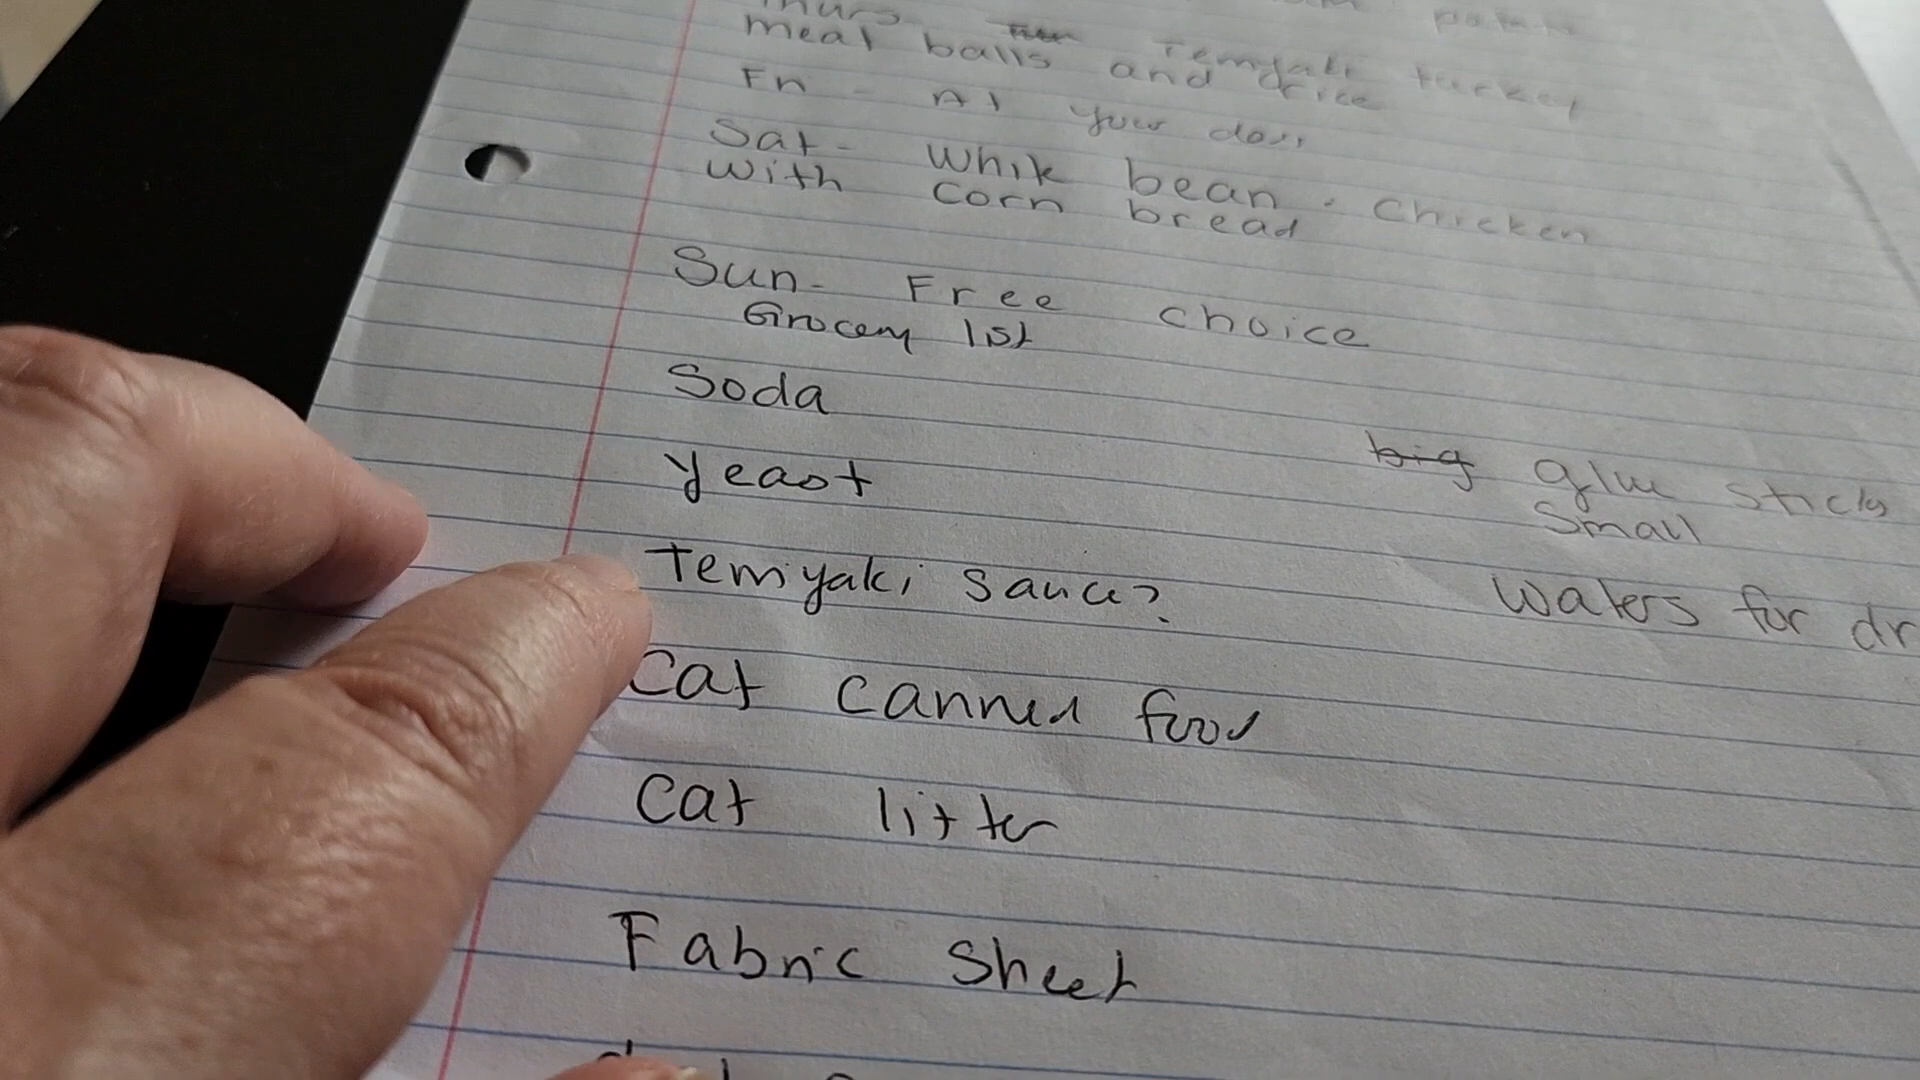 Thurs Teriyaki turkey
meat balls and rice
Fri - At your door
Sat - White bean chicken
with corn bread
Sun - Free choice
Grocery list
Soda
yeast
big glue sticks
small
Teriyaki sauce?
Waters for dr
Cat canned food
Cat litter
Fabric Sheet